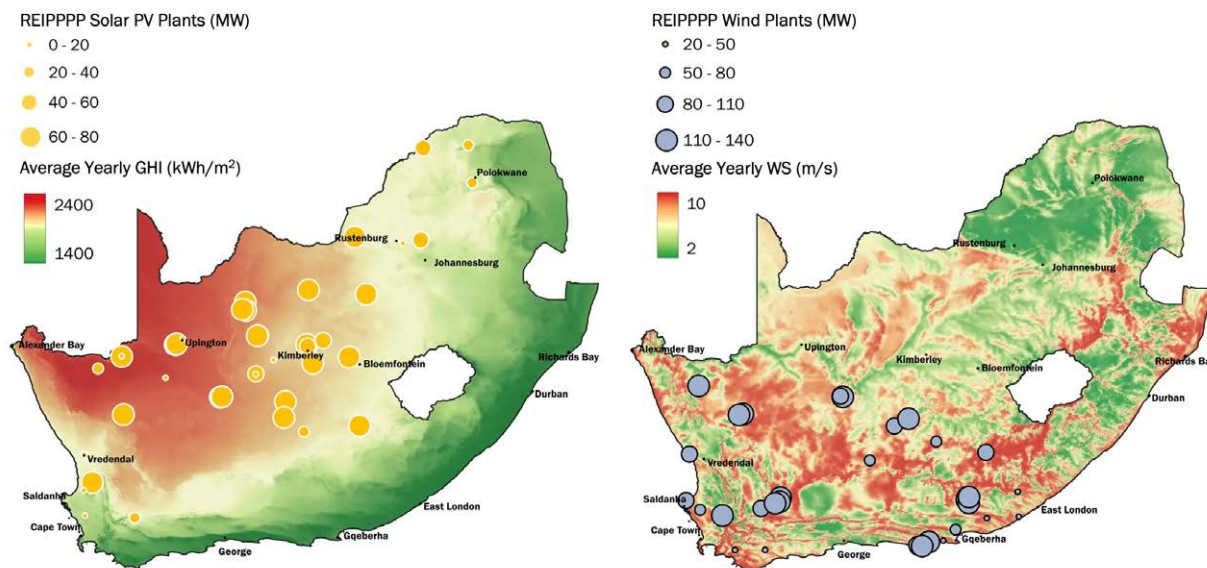 REIPPPP Solar PV Plants (MW)
0 - 20
20 - 40
40 - 60
60 - 80
Average Yearly GHI (kWh/m²)
2400
1400
Polokwane
Rustenburg
Johannesburg
Alexander Bay
Upington
Kimberley
Bloemfontein
Richards Bay
Durban
Vredendal
Saldanha
Cape Town
East London
George
Gqeberha
REIPPPP Wind Plants (MW)
20 - 50
50 - 80
80 - 110
110 - 140
Average Yearly WS (m/s)
10
2
Polokwane
Rustenburg
Johannesburg
Alexander Bay
Upington
Kimberley
Bloemfontein
Richards Bay
Durban
Vredendal
Saldanha
Cape Town
East London
George
Gqeberha